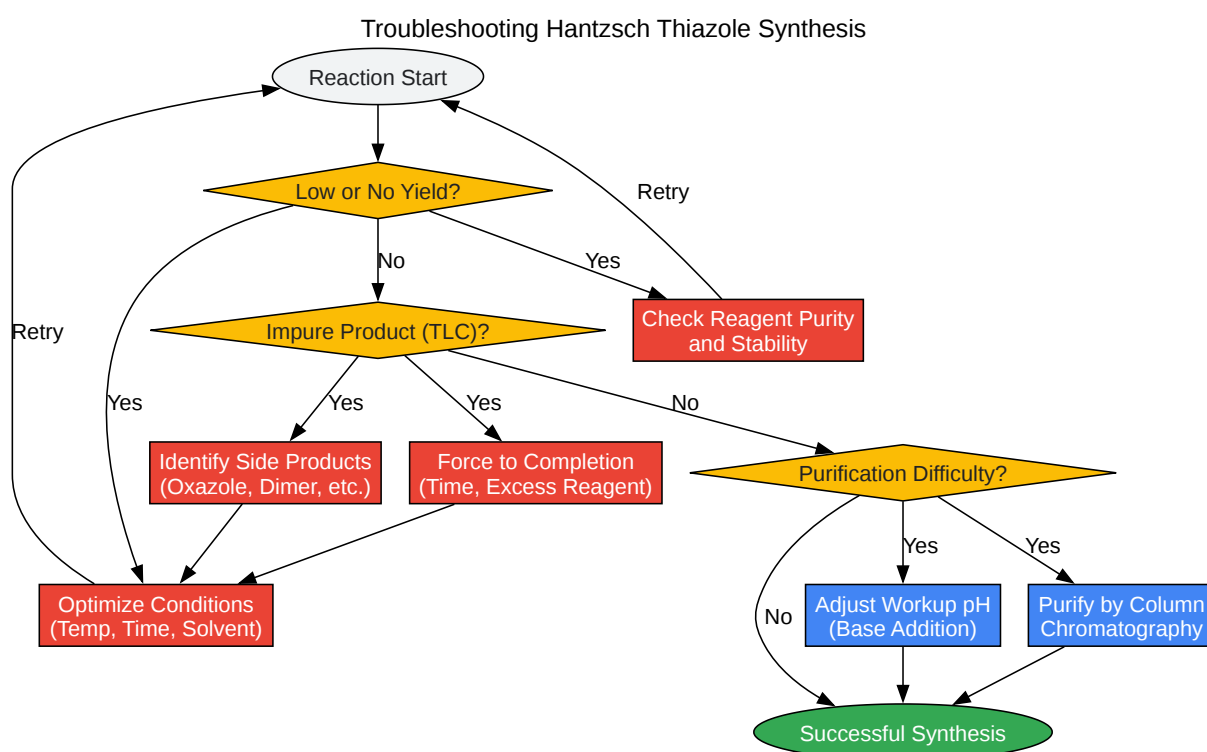 Troubleshooting Hantzsch Thiazole Synthesis
Reaction Start
Low or No Yield?
Retry
No
Yes
Check Reagent Purity
and Stability
Impure Product (TLC)?
Retry
Yes
Yes
Yes
No
Identify Side Products
(Oxazole, Dimer, etc.)
Force to Completion
(Time, Excess Reagent)
Purification Difficulty?
Yes
Yes
No
Optimize Conditions
(Temp, Time, Solvent)
Adjust Workup pH
(Base Addition)
Purify by Column
Chromatography
Successful Synthesis